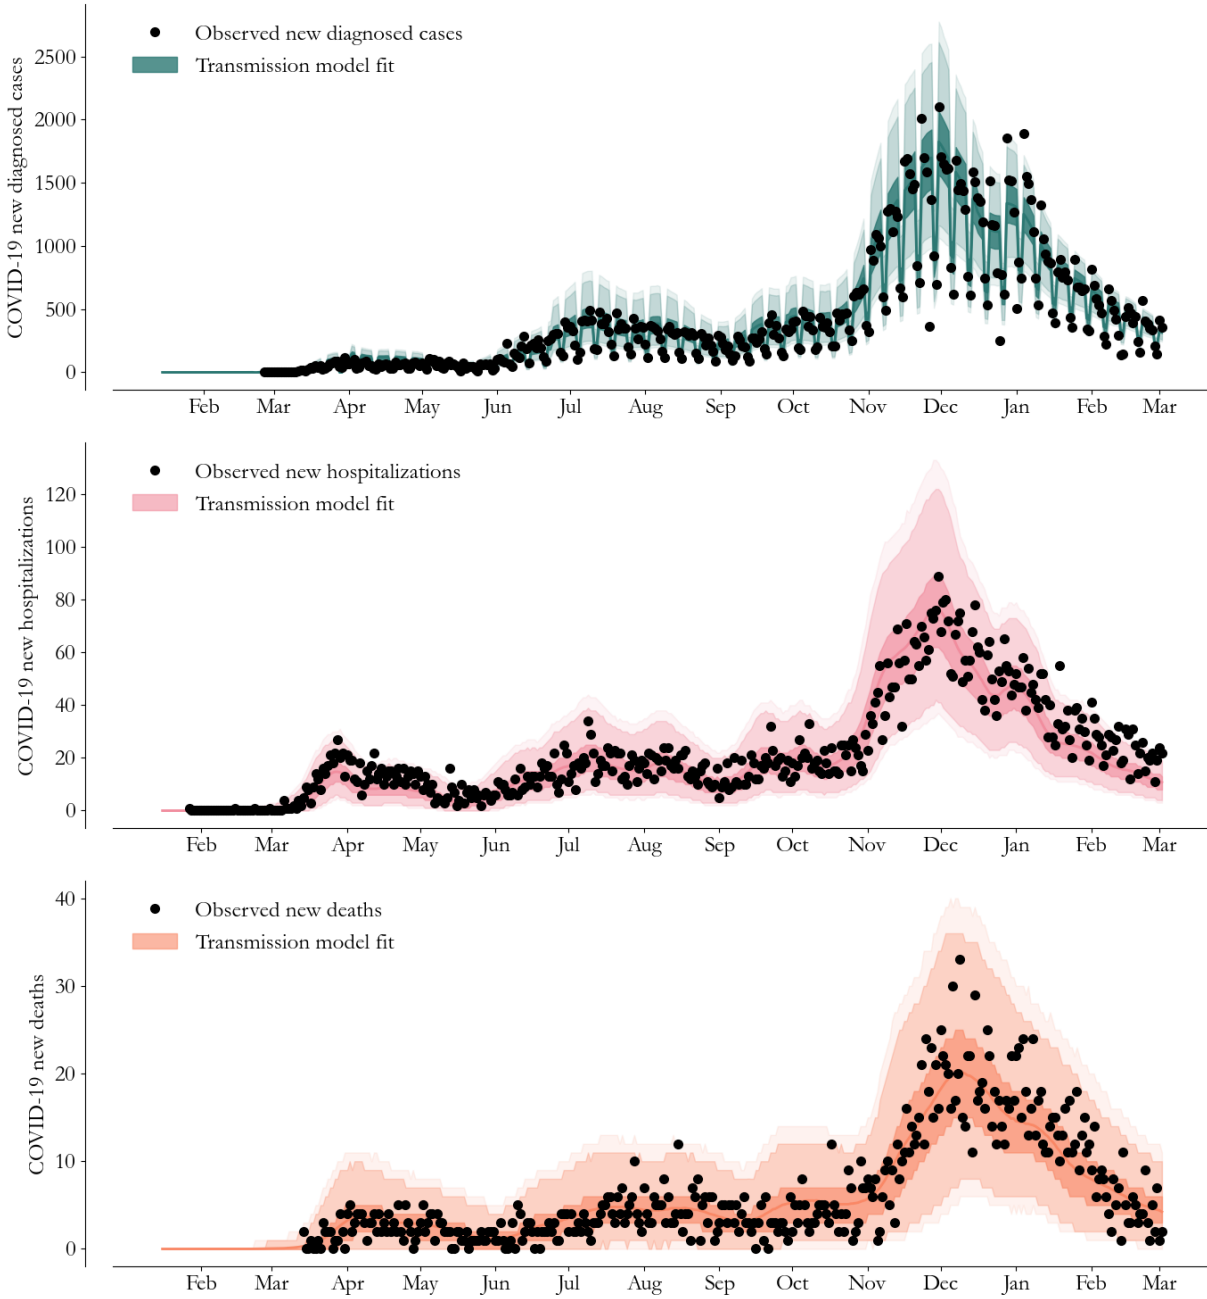 COVID-19 new diagnosed cases
Observed new diagnosed cases
Transmission model fit
2500
2000
1500
1000
500
0
Feb Mar Apr May Jun Jul Aug Sep Oct Nov Dec Jan Feb Mar
COVID-19 new hospitalizations
Observed new hospitalizations
Transmission model fit
120
100
80
60
40
20
0
Feb Mar Apr May Jun Jul Aug Sep Oct Nov Dec Jan Feb Mar
COVID-19 new deaths
Observed new deaths
Transmission model fit
40
30
20
10
0
Feb Mar Apr May Jun Jul Aug Sep Oct Nov Dec Jan Feb Mar